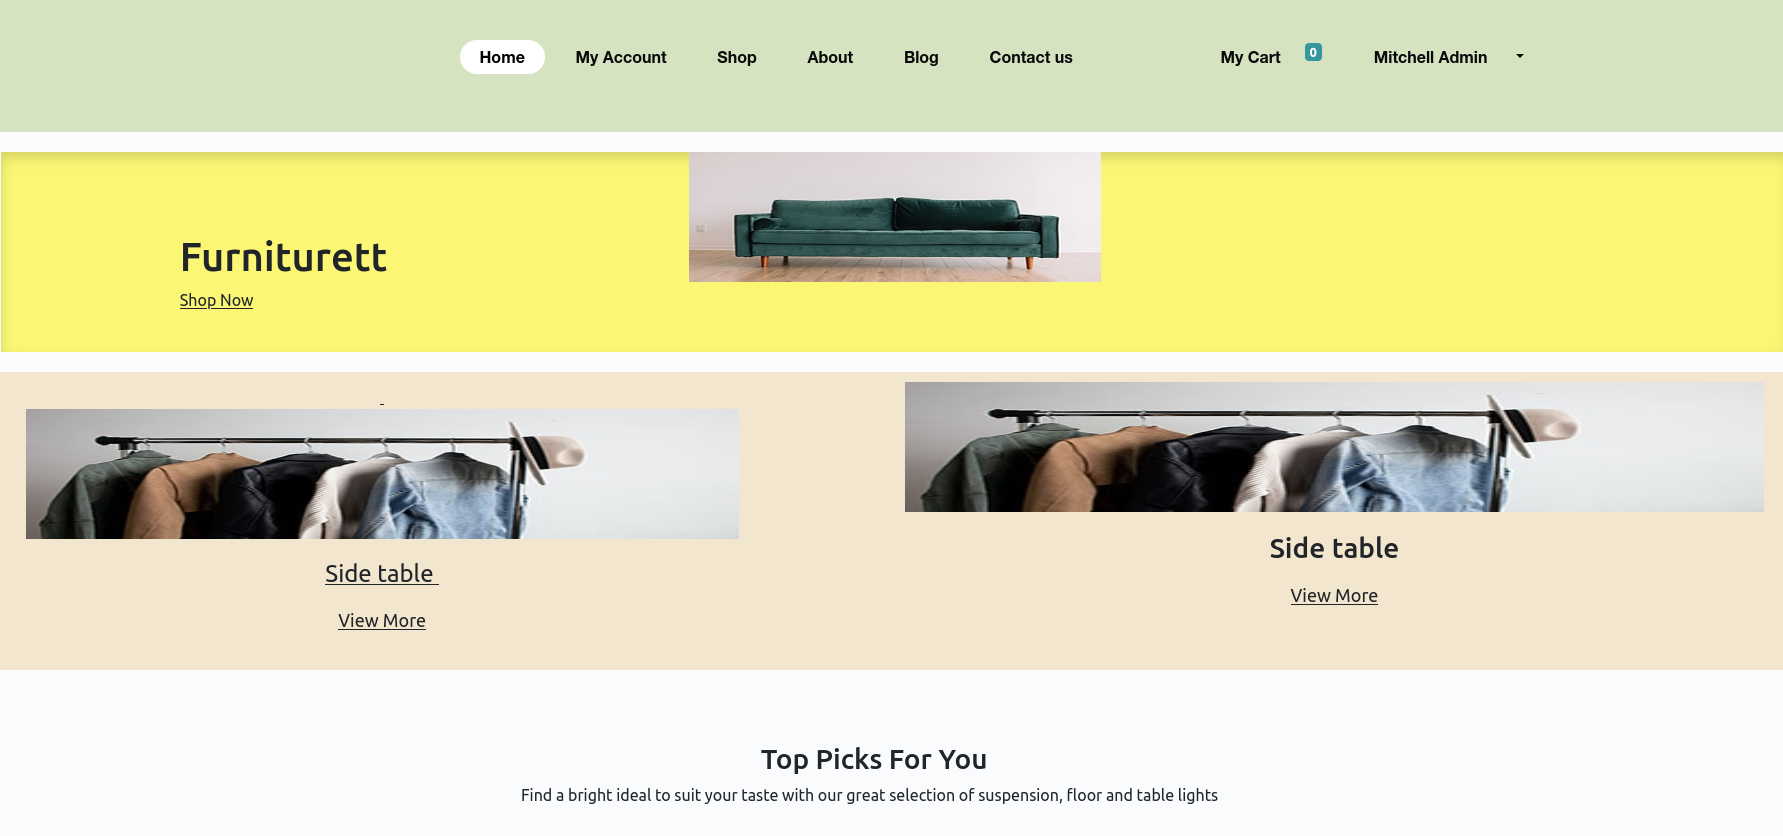 Home My Account Shop About Blog Contact us My Cart 0 Mitchell Admin
Furniturett
Shop Now
Side table
View More
Side table
View More
Top Picks For You
Find a bright ideal to suit your taste with our great selection of suspension, floor and table lights